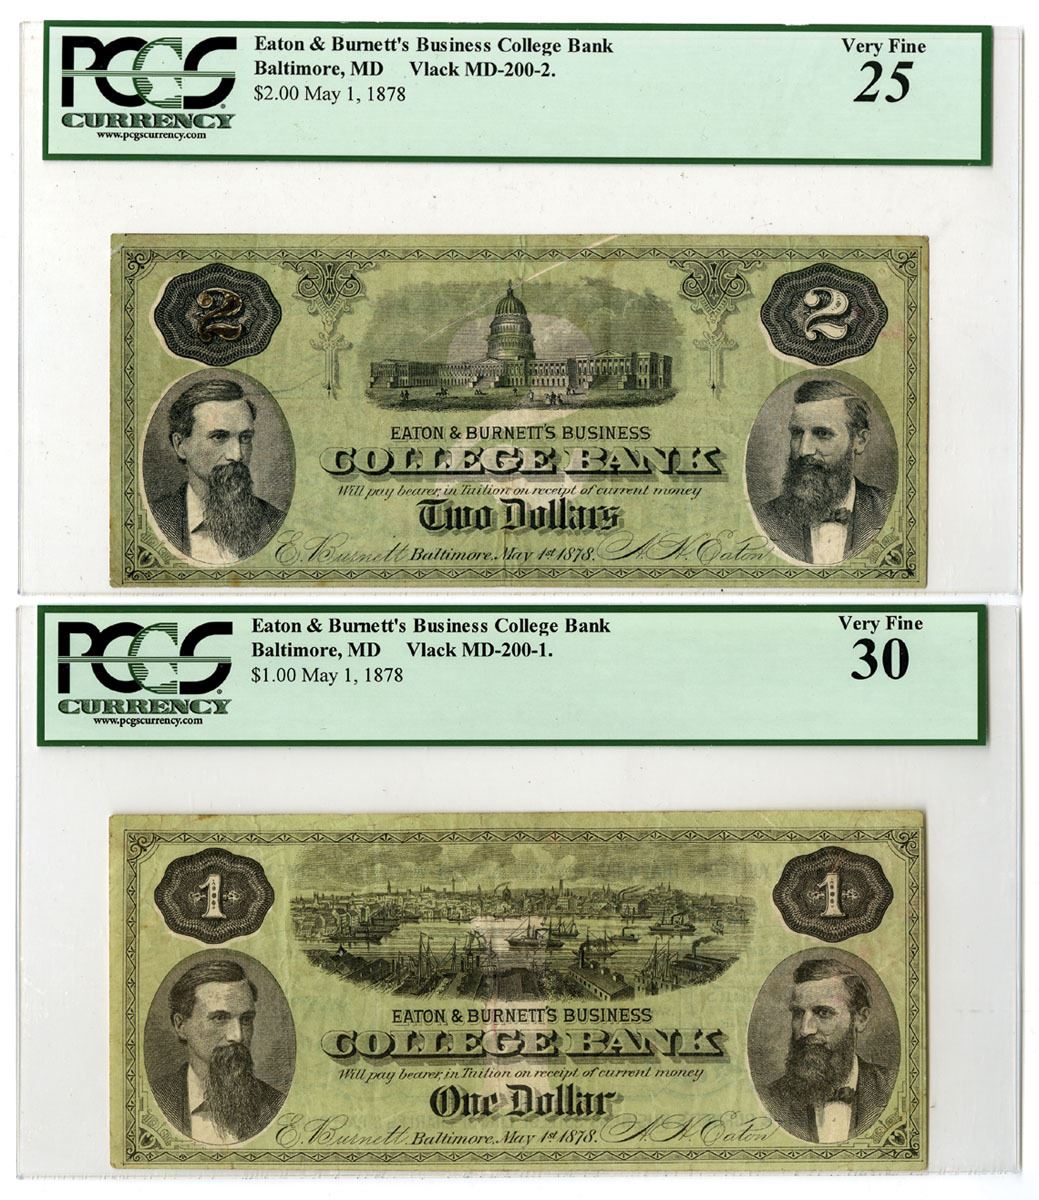 PCGS
CURRENCY
www.pcgscurrency.com
Eaton & Burnett's Business College Bank
Baltimore, MD Vlack MD-200-2.
$2.00 May 1, 1878
Very Fine
25
2 2
EATON & BURNETT'S BUSINESS
COLLEGE BANK
Will pay bearer, in Tuition on receipt of current money
Two Dollars
E. Burnett Baltimore, May 1st 1878. A. H. Eaton
PCGS
CURRENCY
www.pcgscurrency.com
Eaton & Burnett's Business College Bank
Baltimore, MD Vlack MD-200-1.
$1.00 May 1, 1878
Very Fine
30
1 1
EATON & BURNETT'S BUSINESS
COLLEGE BANK
Will pay bearer, in Tuition on receipt of current money
One Dollar
E. Burnett Baltimore, May 1st 1878. A. H. Eaton